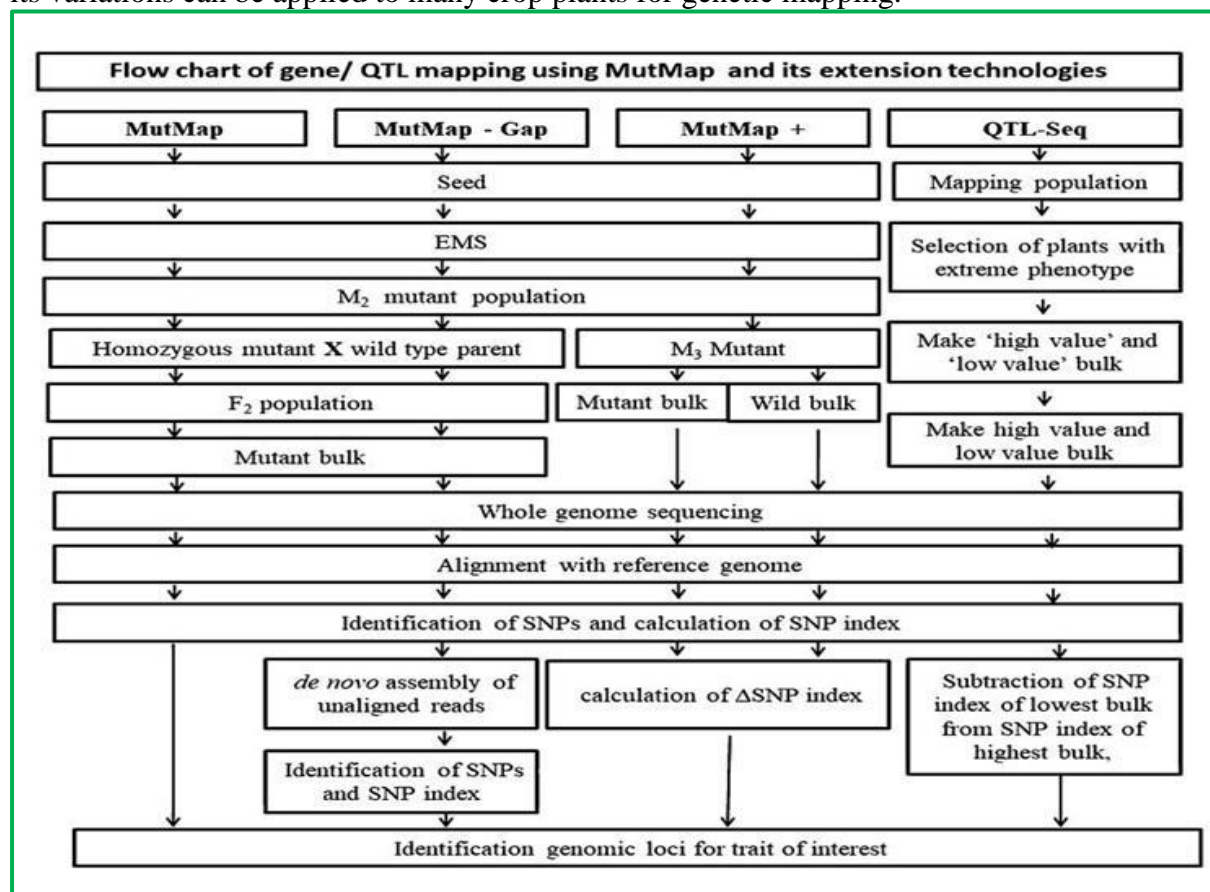 its variations can be applied to many crop plants for genetic mapping.
Flow chart of gene/ QTL mapping using MutMap and its extension technologies
MutMap
MutMap - Gap
MutMap +
QTL-Seq
Seed
Mapping population
EMS
Selection of plants with
extreme phenotype
M₂ mutant population
Homozygous mutant X wild type parent
M₃ Mutant
Make ‘high value’ and
‘low value’ bulk
F₂ population
Mutant bulk
Wild bulk
Make high value and
low value bulk
Mutant bulk
Whole genome sequencing
Alignment with reference genome
Identification of SNPs and calculation of SNP index
de novo assembly of
unaligned reads
calculation of ΔSNP index
Subtraction of SNP
index of lowest bulk
from SNP index of
highest bulk,
Identification of SNPs
and SNP index
Identification genomic loci for trait of interest